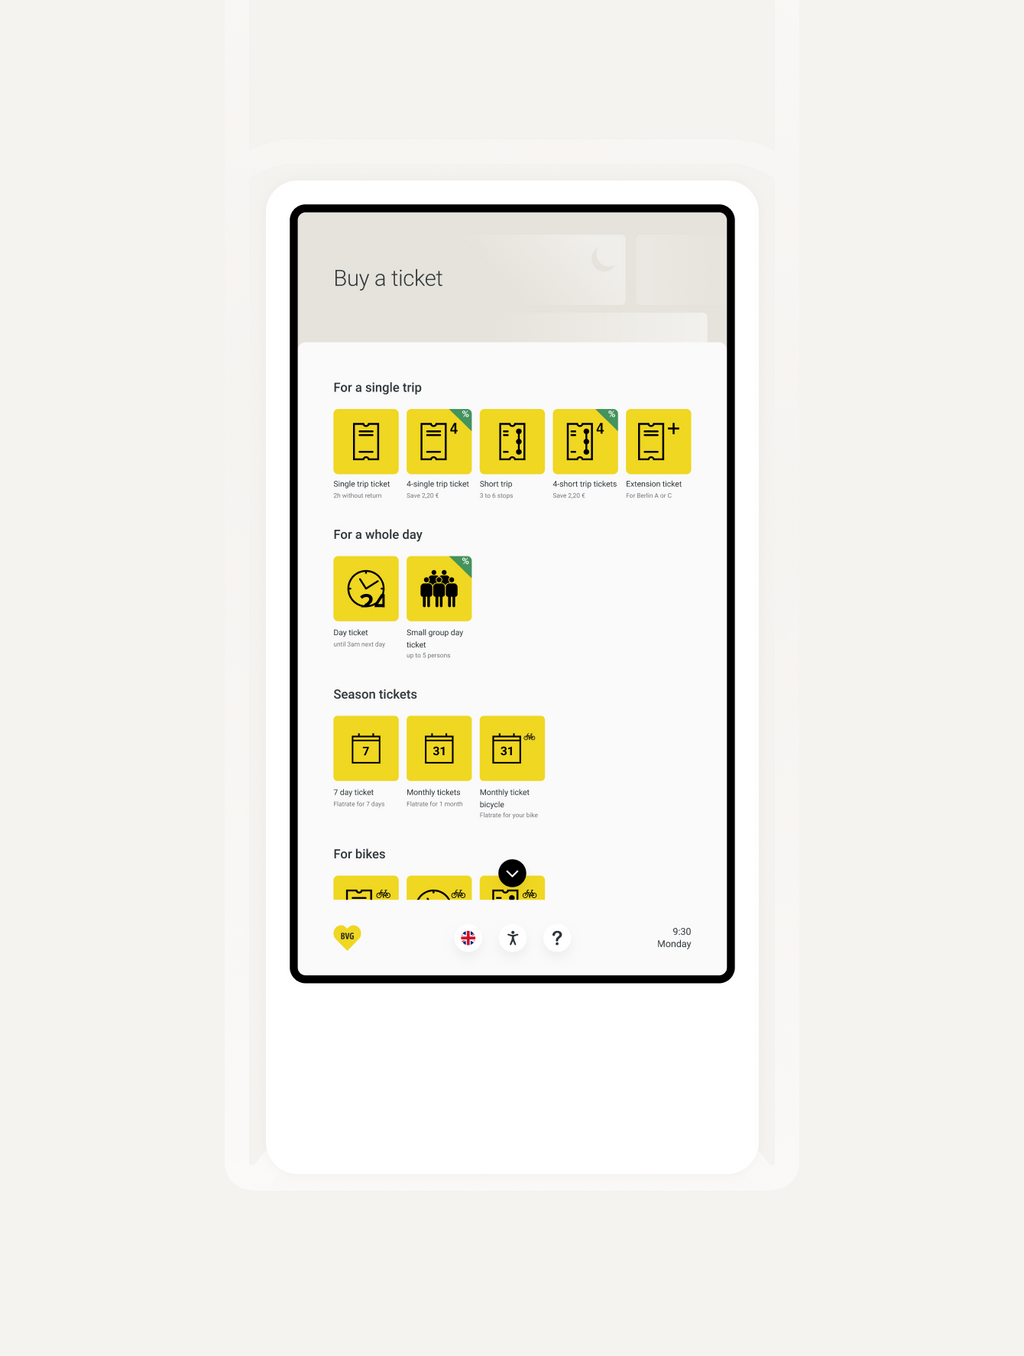 Buy a ticket
For a single trip
%
4
%
4
+
Single trip ticket
2h without return
4-single trip ticket
Save 2,20 €
Short trip
3 to 6 stops
4-short trip tickets
Save 2,20 €
Extension ticket
For Berlin A or C
For a whole day
24
%
Day ticket
until 3am next day
Small group day
ticket
up to 5 persons
Season tickets
7
31
31
7 day ticket
Flatrate for 7 days
Monthly tickets
Flatrate for 1 month
Monthly ticket
bicycle
Flatrate for your bike
For bikes
BVG
?
9:30
Monday